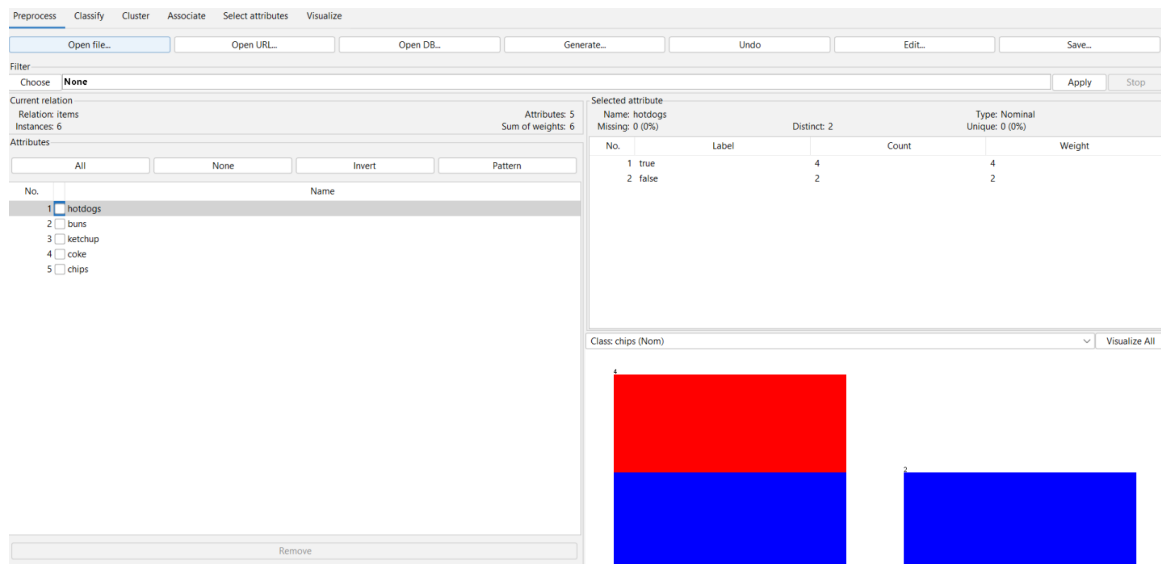 Preprocess Classify Cluster Associate Select attributes Visualize
Open file... Open URL... Open DB... Generate... Undo Edit... Save...
Filter
Choose None Apply Stop
Current relation
Relation: items Attributes: 5
Instances: 6 Sum of weights: 6
Attributes
All None Invert Pattern
No. Name
1 hotdogs
2 buns
3 ketchup
4 coke
5 chips
Remove
Selected attribute
Name: hotdogs Type: Nominal
Missing: 0 (0%) Distinct: 2 Unique: 0 (0%)
No. Label Count Weight
1 true 4 4
2 false 2 2
Class: chips (Nom) Visualize All
4
2